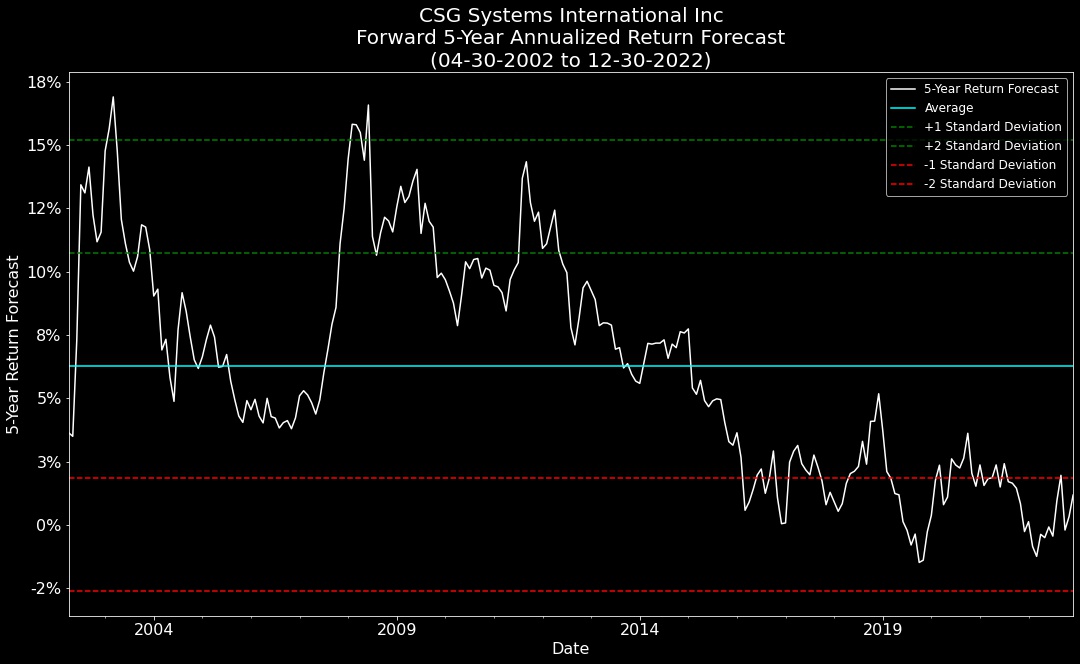 CSG Systems International Inc
Forward 5-Year Annualized Return Forecast
(04-30-2002 to 12-30-2022)
5-Year Return Forecast
Average
+1 Standard Deviation
+2 Standard Deviation
-1 Standard Deviation
-2 Standard Deviation
18%
15%
12%
10%
8%
5%
3%
0%
-2%
5-Year Return Forecast
2004
2009
2014
2019
Date